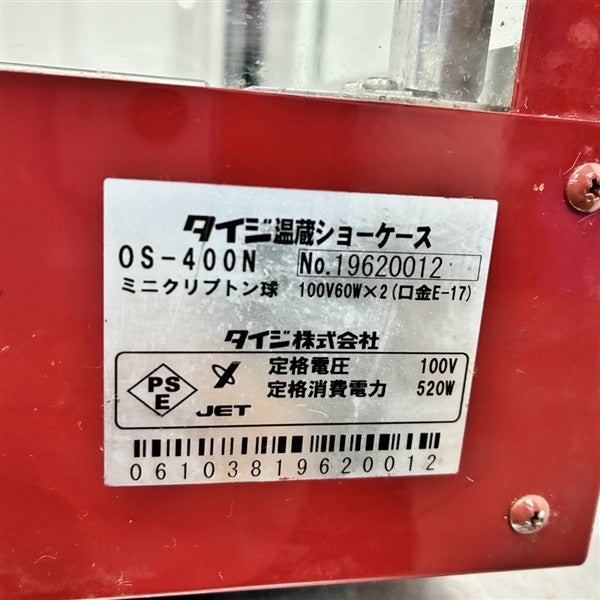 タイジ温蔵ショーケース
OS-400N No.19620012
ミニクリプトン球 100V60W×2(口金E-17)
タイジ株式会社
定格電圧 100V
定格消費電力 520W
PS
E
JET
06103819620012